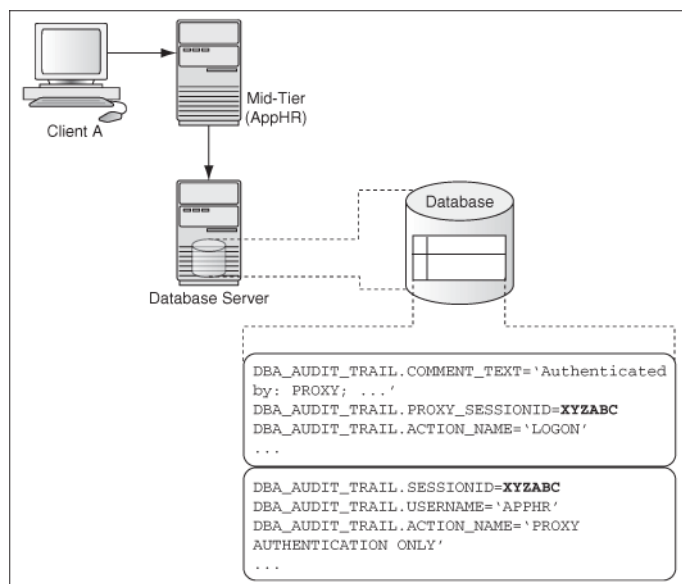 Client A
Mid-Tier
(AppHR)
Database Server
Database
DBA_AUDIT_TRAIL.COMMENT_TEXT=‘Authenticated
by: PROXY; ...’
DBA_AUDIT_TRAIL.PROXY_SESSIONID=XYZABC
DBA_AUDIT_TRAIL.ACTION_NAME=‘LOGON’
...
DBA_AUDIT_TRAIL.SESSIONID=XYZABC
DBA_AUDIT_TRAIL.USERNAME=‘APPHR’
DBA_AUDIT_TRAIL.ACTION_NAME=‘PROXY
AUTHENTICATION ONLY’
...